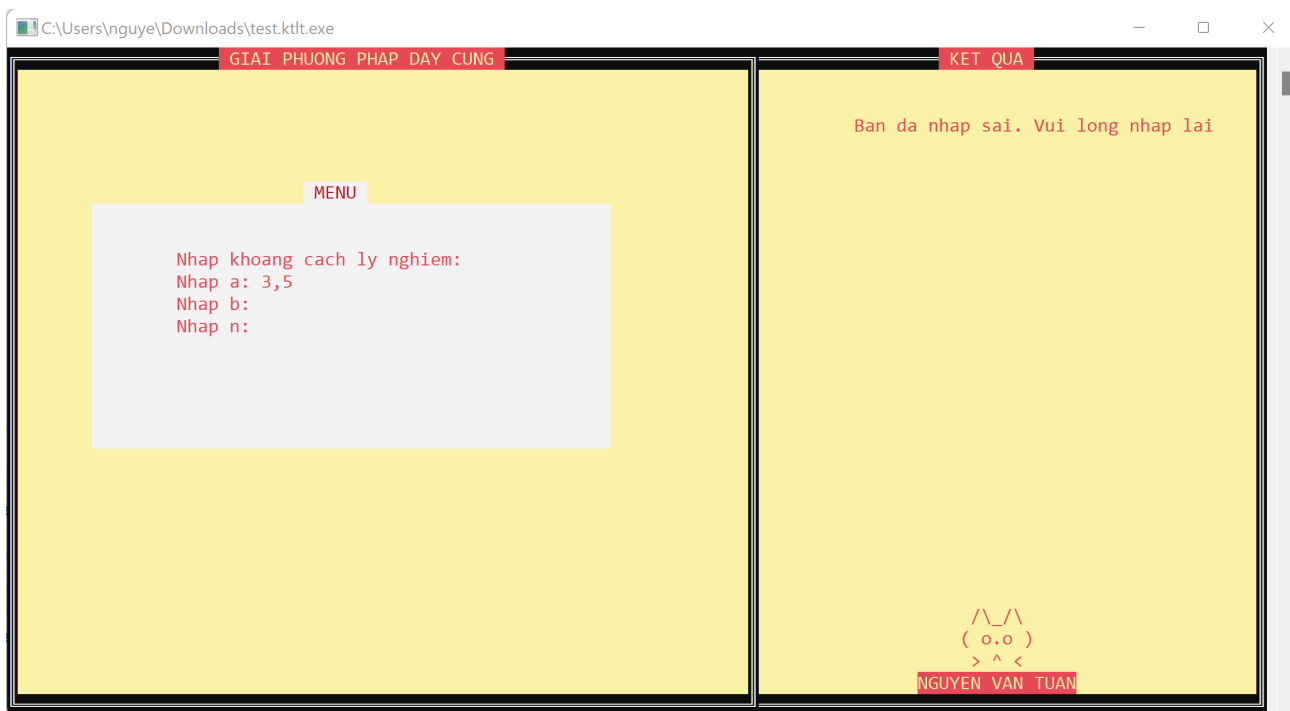 C:\Users\nguye\Downloads\test.ktlt.exe
GIAI PHUONG PHAP DAY CUNG
MENU
Nhap khoang cach ly nghiem:
Nhap a: 3,5
Nhap b:
Nhap n:
KET QUA
Ban da nhap sai. Vui long nhap lai
/\_/\
( o.o )
> ^ <
NGUYEN VAN TUAN